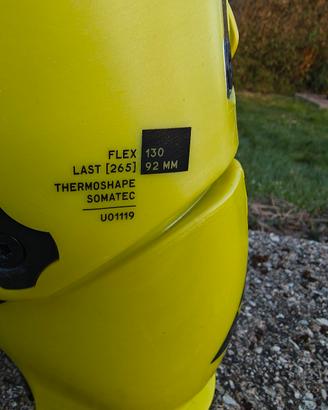 FLEX 130
LAST [265] 92 MM
THERMOSHAPE
SOMATEC
U01119